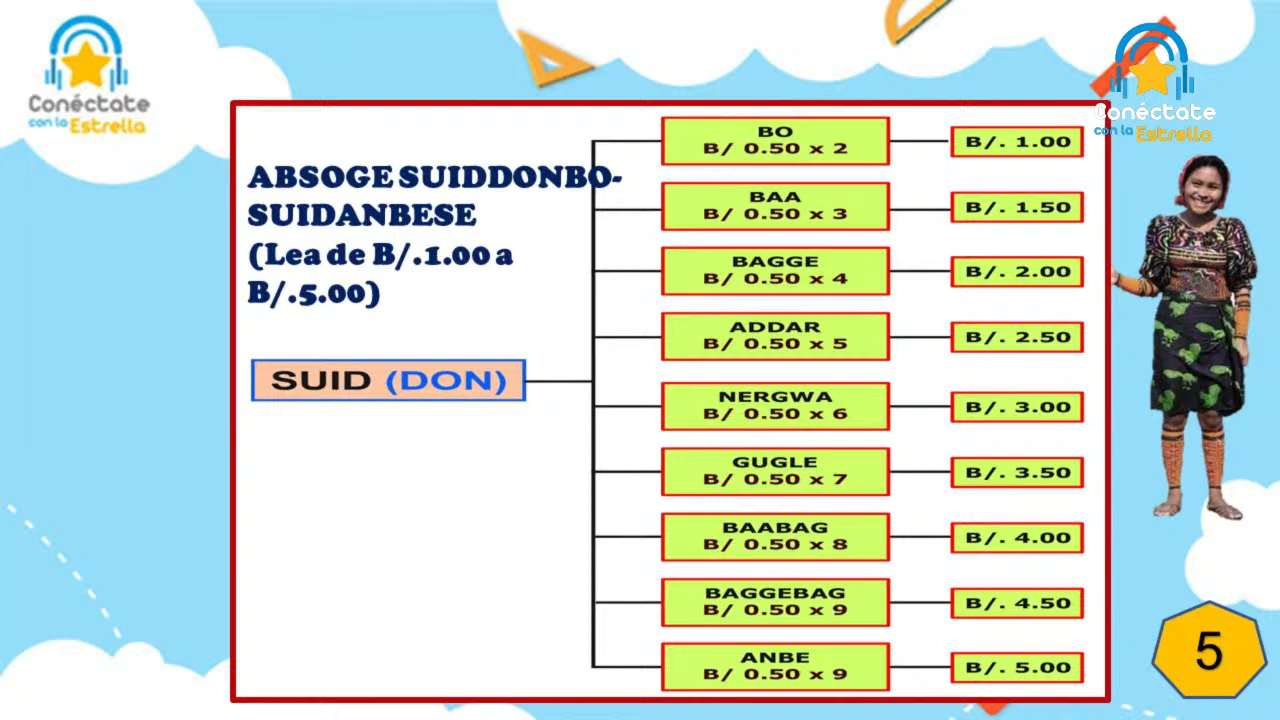 Conéctate
con la Estrella
Conéctate
con la Estrella
ABSOGE SUIDDONBO-
SUIDANBESE
(Lea de B/.1.00 a
B/.5.00)
SUID (DON)
BO
B/ 0.50 x 2
B/. 1.00
BAA
B/ 0.50 x 3
B/. 1.50
BAGGE
B/ 0.50 x 4
B/. 2.00
ADDAR
B/ 0.50 x 5
B/. 2.50
NERGWA
B/ 0.50 x 6
B/. 3.00
GUGLE
B/ 0.50 x 7
B/. 3.50
BAABAG
B/ 0.50 x 8
B/. 4.00
BAGGEBAG
B/ 0.50 x 9
B/. 4.50
ANBE
B/ 0.50 x 9
B/. 5.00
5